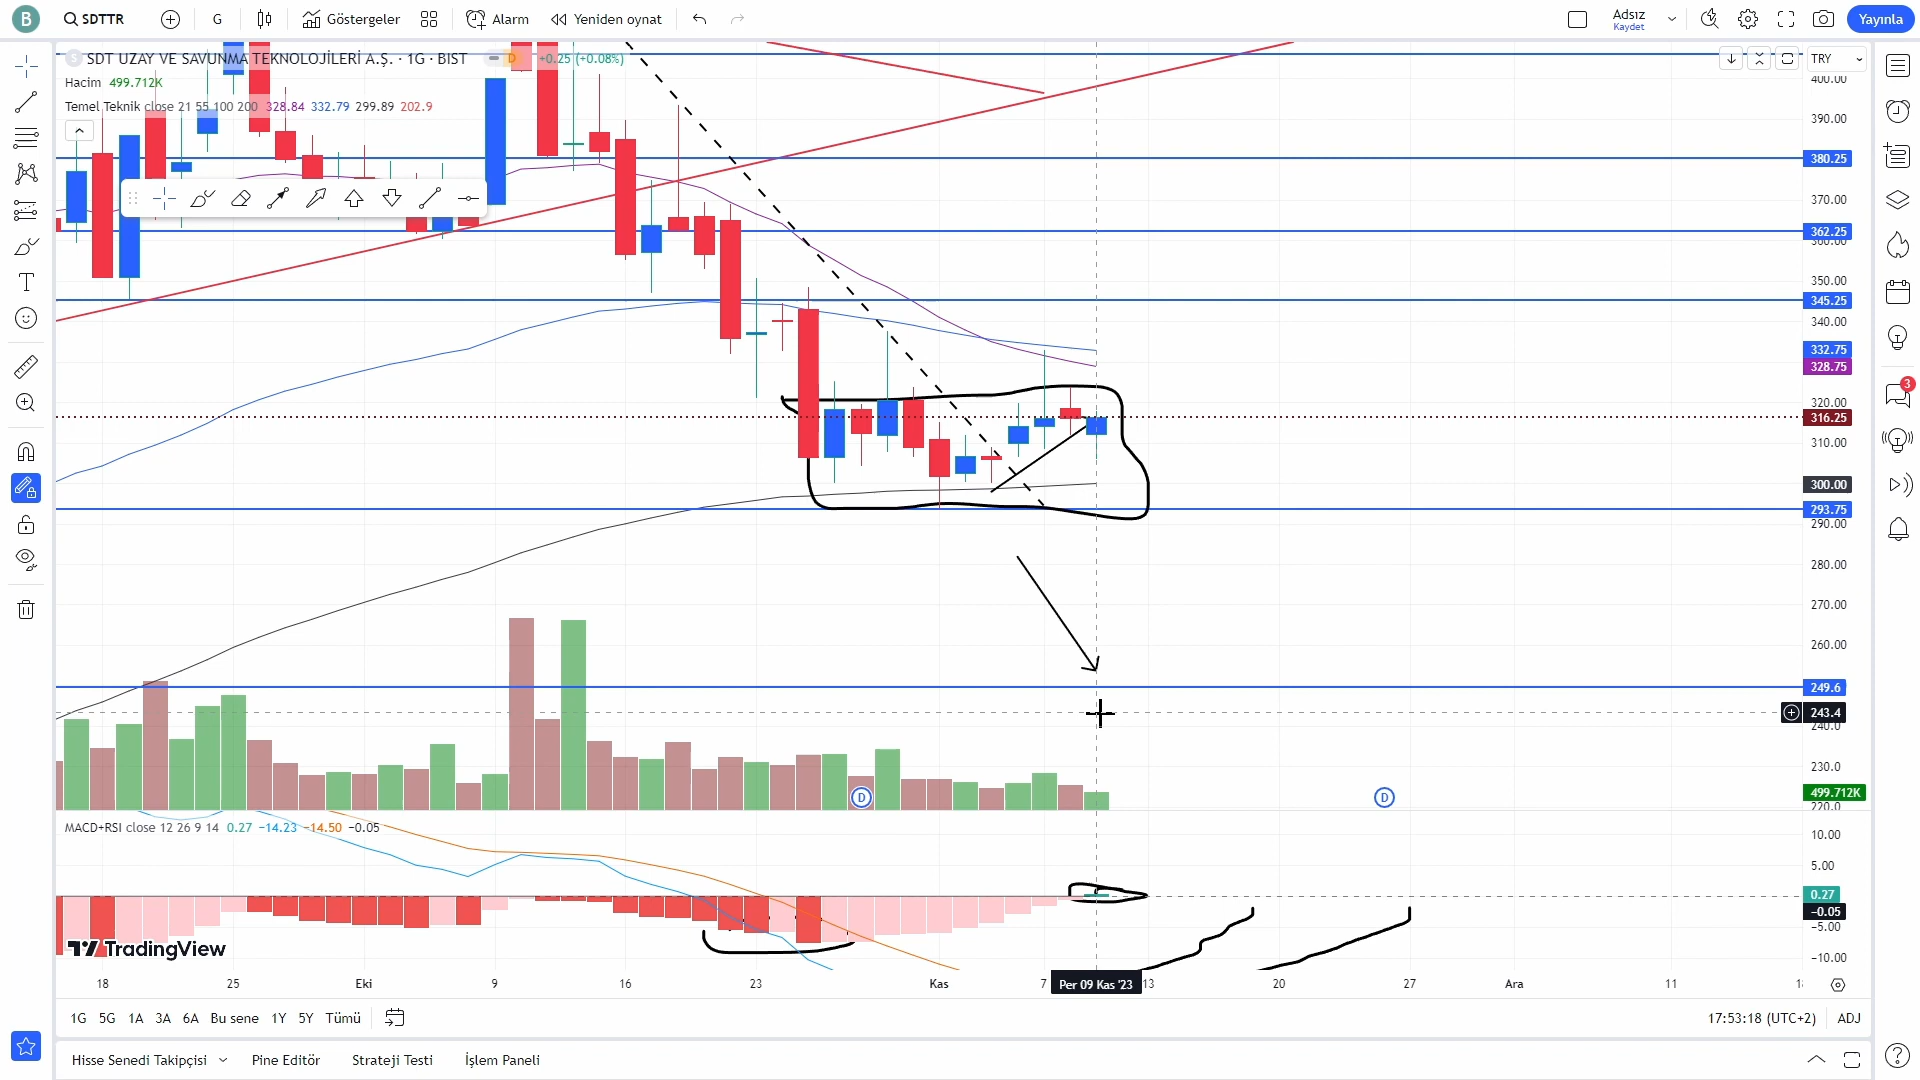 B SDTTR G Göstergeler Alarm Yeniden oynat Adsız Kaydet Yayınla
S SDT UZAY VE SAVUNMA TEKNOLOJİLERİ A.Ş. · 1G · BIST D +0.25 (+0.08%)
Hacim 499.712K
Temel Teknik close 21 55 100 200 328.84 332.79 299.89 202.9
TRY
400.00
390.00
380.25
370.00
362.25
360.00
350.00
345.25
340.00
332.75
328.75
320.00
316.25
310.00
300.00
293.75
290.00
280.00
270.00
260.00
249.6
243.4
240.0
230.0
499.712K
220.0
D D
MACD+RSI close 12 26 9 14 0.27 −14.23 −14.50 −0.05
10.00
5.00
0.27
−0.05
−5.00
−10.00
TradingView
18 25 Eki 9 16 23 Kas 7 Per 09 Kas '23 13 20 27 Ara 11
1G 5G 1A 3A 6A Bu sene 1Y 5Y Tümü 17:53:18 (UTC+2) ADJ
Hisse Senedi Takipçisi Pine Editör Strateji Testi İşlem Paneli
3